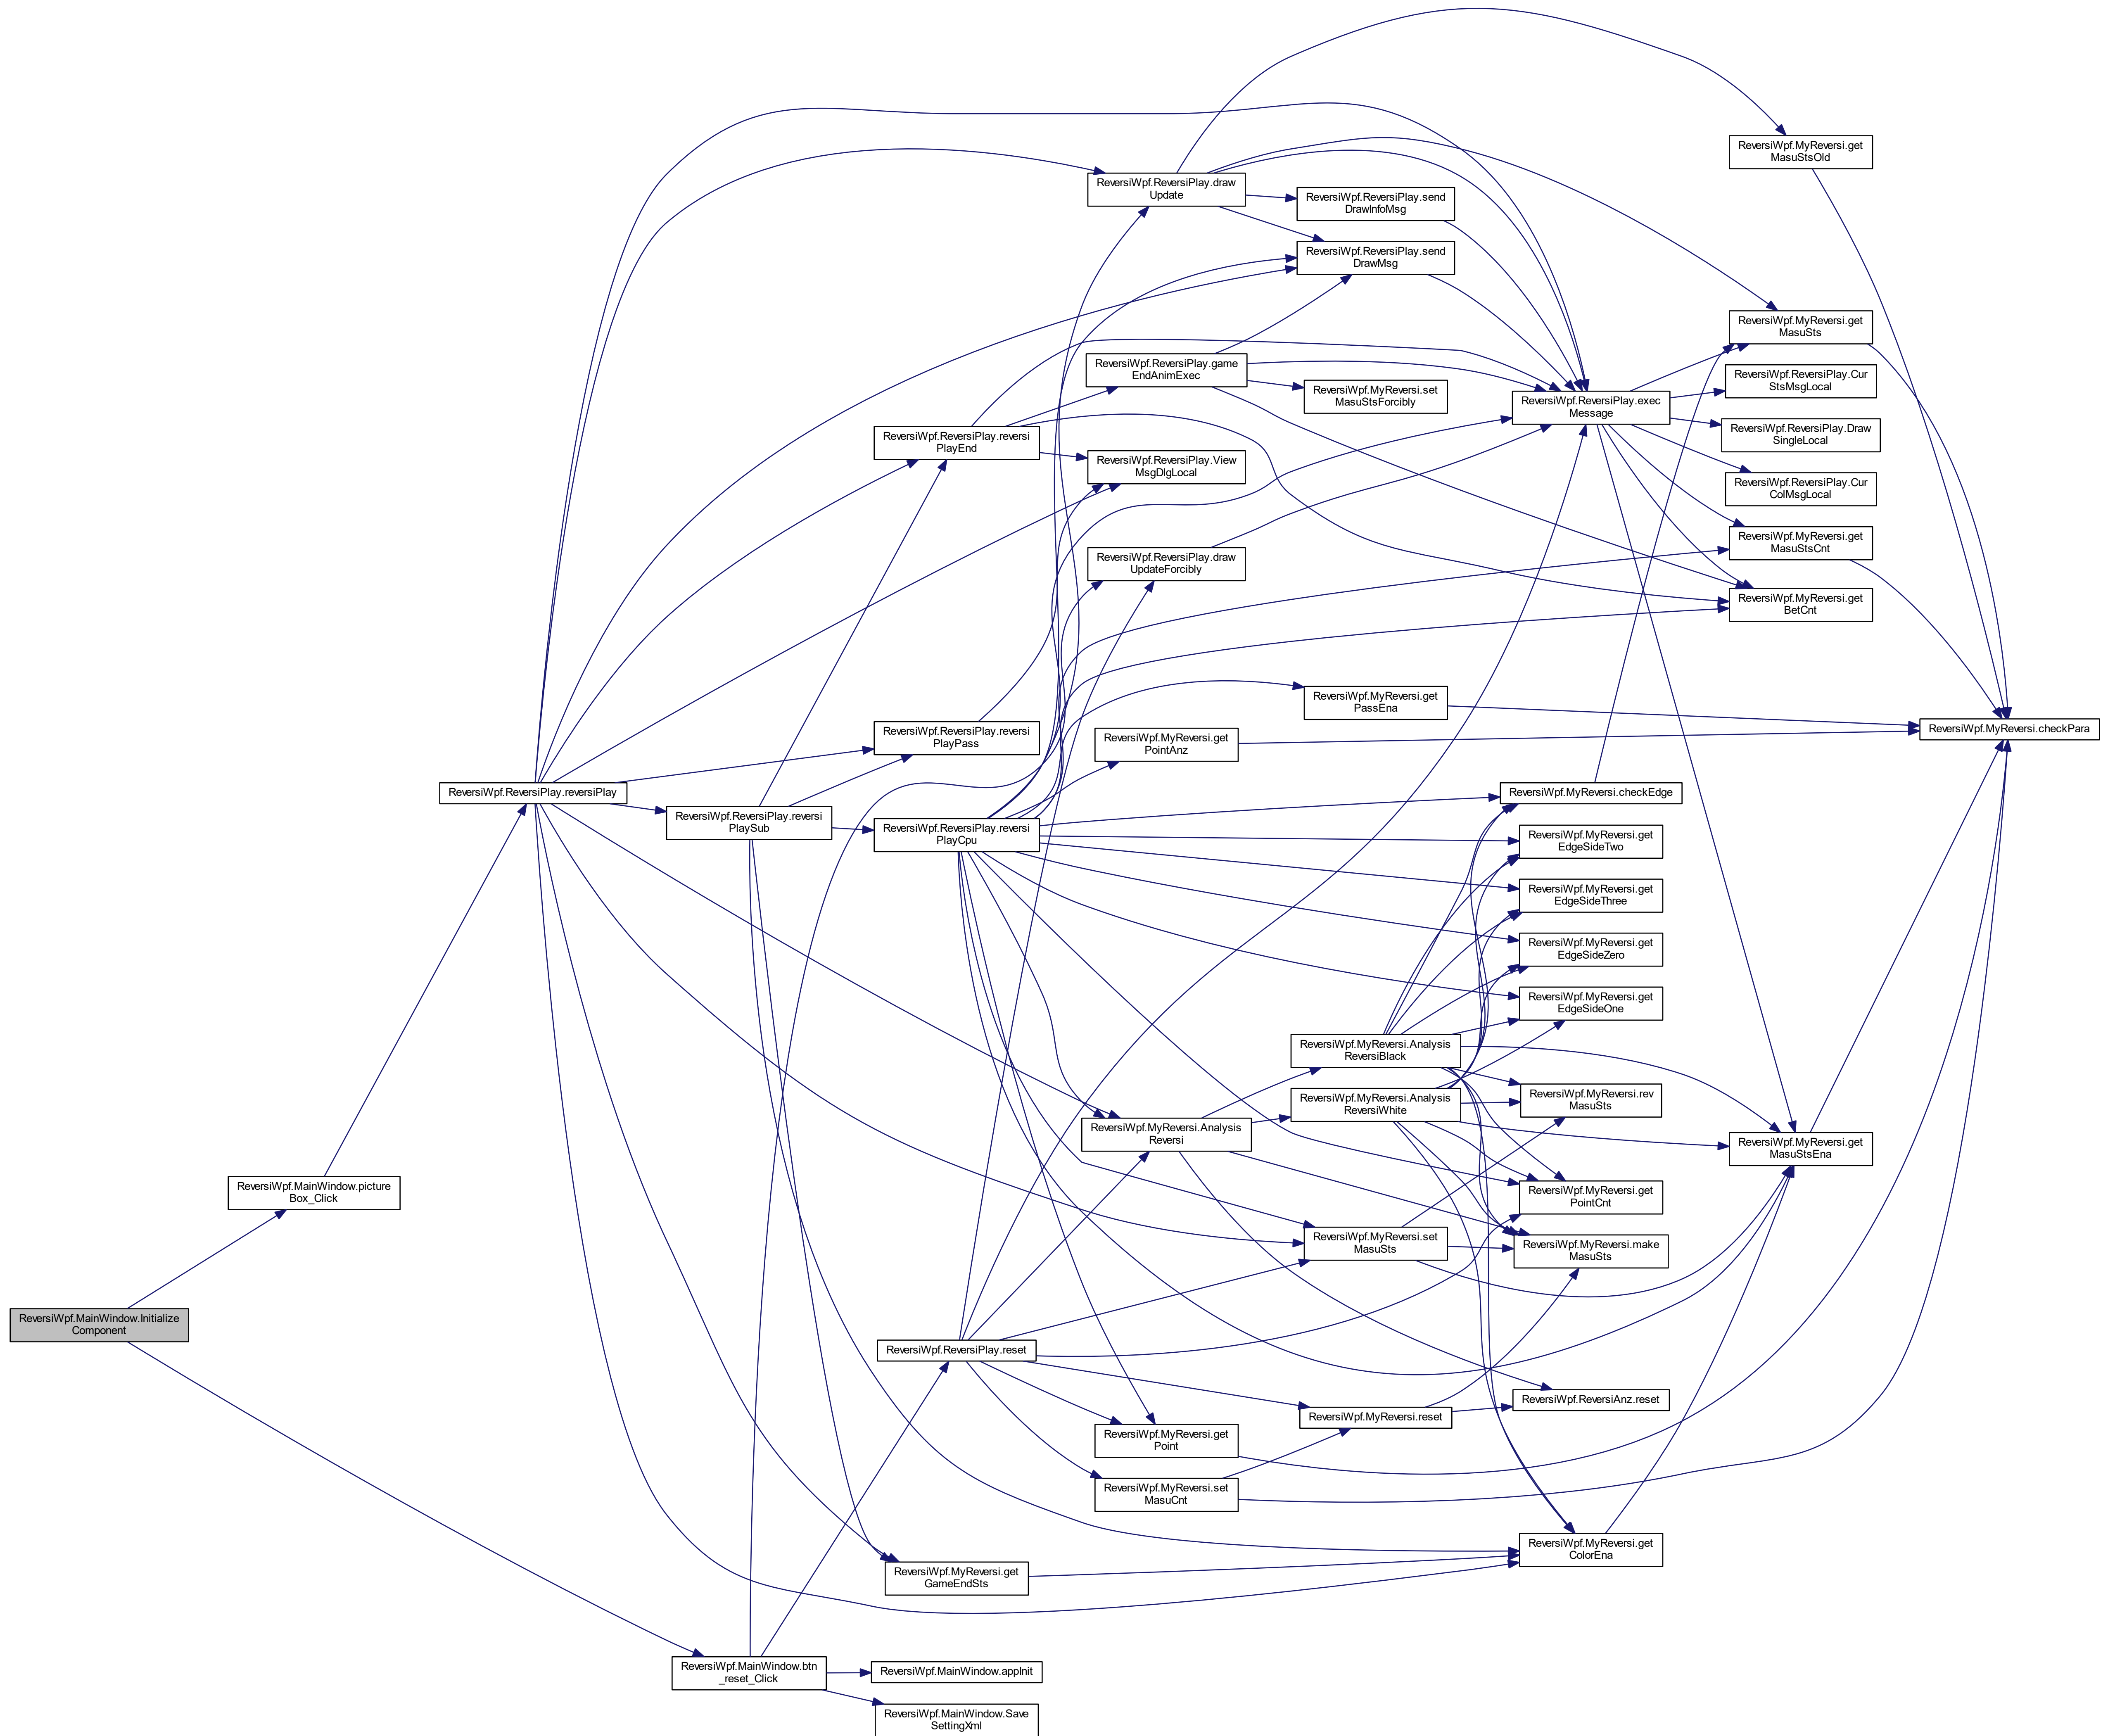 ReversiWpf.MainWindow.Initialize
Component
ReversiWpf.MainWindow.picture
Box_Click
ReversiWpf.ReversiPlay.reversiPlay
ReversiWpf.ReversiPlay.reversi
PlaySub
ReversiWpf.MainWindow.btn
_reset_Click
ReversiWpf.ReversiPlay.reversi
PlayEnd
ReversiWpf.ReversiPlay.reversi
PlayPass
ReversiWpf.ReversiPlay.reversi
PlayCpu
ReversiWpf.ReversiPlay.reset
ReversiWpf.MyReversi.get
GameEndSts
ReversiWpf.MainWindow.appInit
ReversiWpf.MainWindow.Save
SettingXml
ReversiWpf.ReversiPlay.draw
Update
ReversiWpf.ReversiPlay.game
EndAnimExec
ReversiWpf.ReversiPlay.View
MsgDlgLocal
ReversiWpf.ReversiPlay.draw
UpdateForcibly
ReversiWpf.MyReversi.get
PointAnz
ReversiWpf.MyReversi.Analysis
Reversi
ReversiWpf.MyReversi.get
Point
ReversiWpf.MyReversi.set
MasuCnt
ReversiWpf.ReversiPlay.send
DrawInfoMsg
ReversiWpf.ReversiPlay.send
DrawMsg
ReversiWpf.MyReversi.set
MasuStsForcibly
ReversiWpf.MyReversi.get
PassEna
ReversiWpf.MyReversi.Analysis
ReversiBlack
ReversiWpf.MyReversi.Analysis
ReversiWhite
ReversiWpf.MyReversi.set
MasuSts
ReversiWpf.MyReversi.reset
ReversiWpf.ReversiPlay.exec
Message
ReversiWpf.MyReversi.checkEdge
ReversiWpf.MyReversi.get
EdgeSideTwo
ReversiWpf.MyReversi.get
EdgeSideThree
ReversiWpf.MyReversi.get
EdgeSideZero
ReversiWpf.MyReversi.get
EdgeSideOne
ReversiWpf.MyReversi.rev
MasuSts
ReversiWpf.MyReversi.get
PointCnt
ReversiWpf.MyReversi.make
MasuSts
ReversiWpf.ReversiAnz.reset
ReversiWpf.MyReversi.get
ColorEna
ReversiWpf.MyReversi.get
MasuStsOld
ReversiWpf.MyReversi.get
MasuSts
ReversiWpf.ReversiPlay.Cur
StsMsgLocal
ReversiWpf.ReversiPlay.Draw
SingleLocal
ReversiWpf.ReversiPlay.Cur
ColMsgLocal
ReversiWpf.MyReversi.get
MasuStsCnt
ReversiWpf.MyReversi.get
BetCnt
ReversiWpf.MyReversi.get
MasuStsEna
ReversiWpf.MyReversi.checkPara